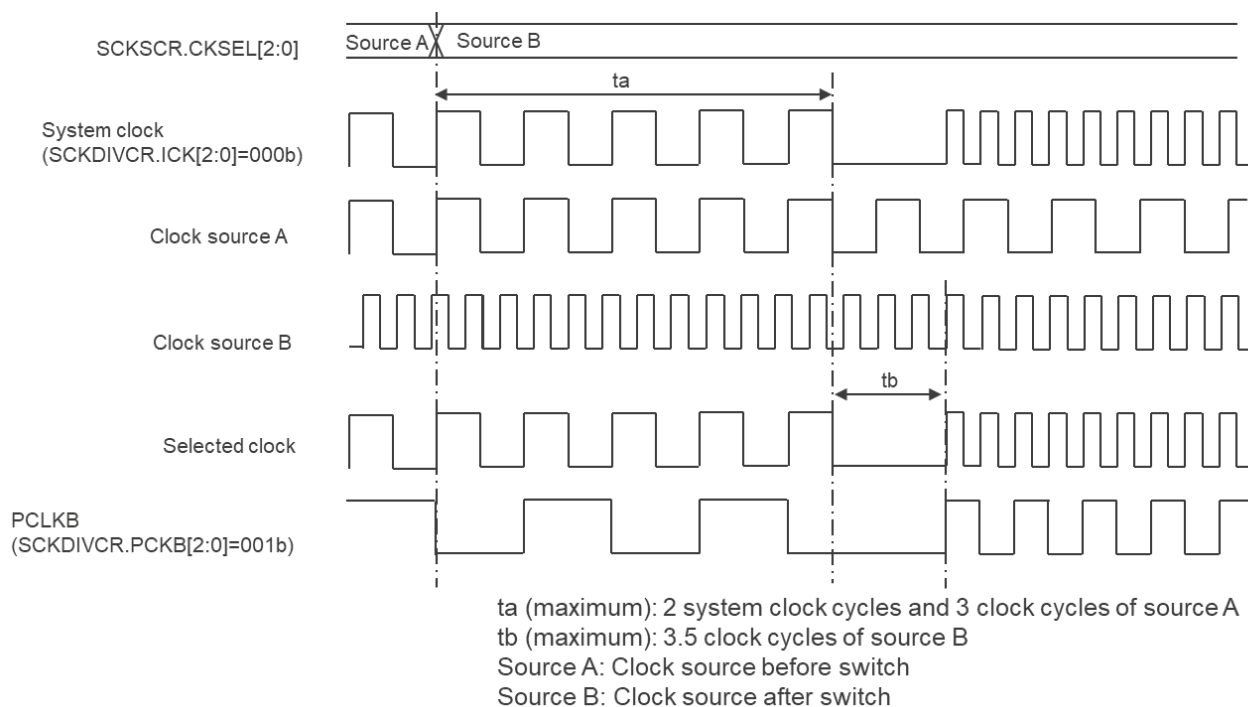 SCKSCR.CKSEL[2:0]
Source A
Source B
ta
System clock
(SCKDIVCR.ICK[2:0]=000b)
Clock source A
Clock source B
tb
Selected clock
PCLKB
(SCKDIVCR.PCKB[2:0]=001b)
ta (maximum): 2 system clock cycles and 3 clock cycles of source A
tb (maximum): 3.5 clock cycles of source B
Source A: Clock source before switch
Source B: Clock source after switch